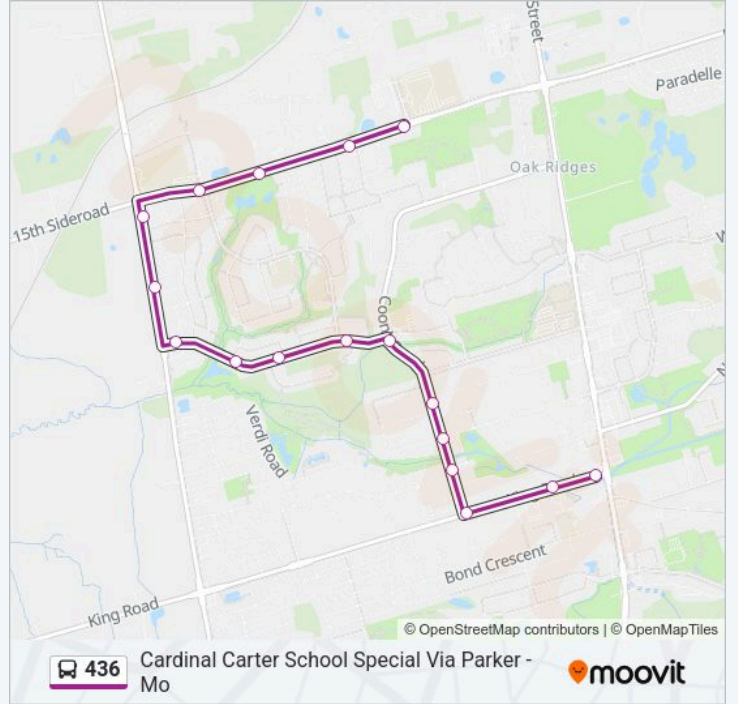 Street
Paradelle
Oak Ridges
15th Sideroad
Verdi Road
Bond Crescent
King Road
© OpenStreetMap contributors | © OpenMapTiles
436
Cardinal Carter School Special Via Parker -
Mo
moovit